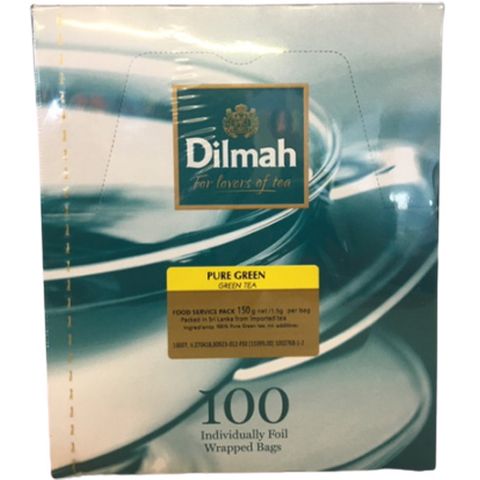 Dilmah
For lovers of tea
PURE GREEN
GREEN TEA
FOOD SERVICE PACK 150g net /1.5g per bag
Packed in Sri Lanka from imported tea
Ingredients: 100% Pure Green tea, no additives
100
Individually Foil
Wrapped Bags